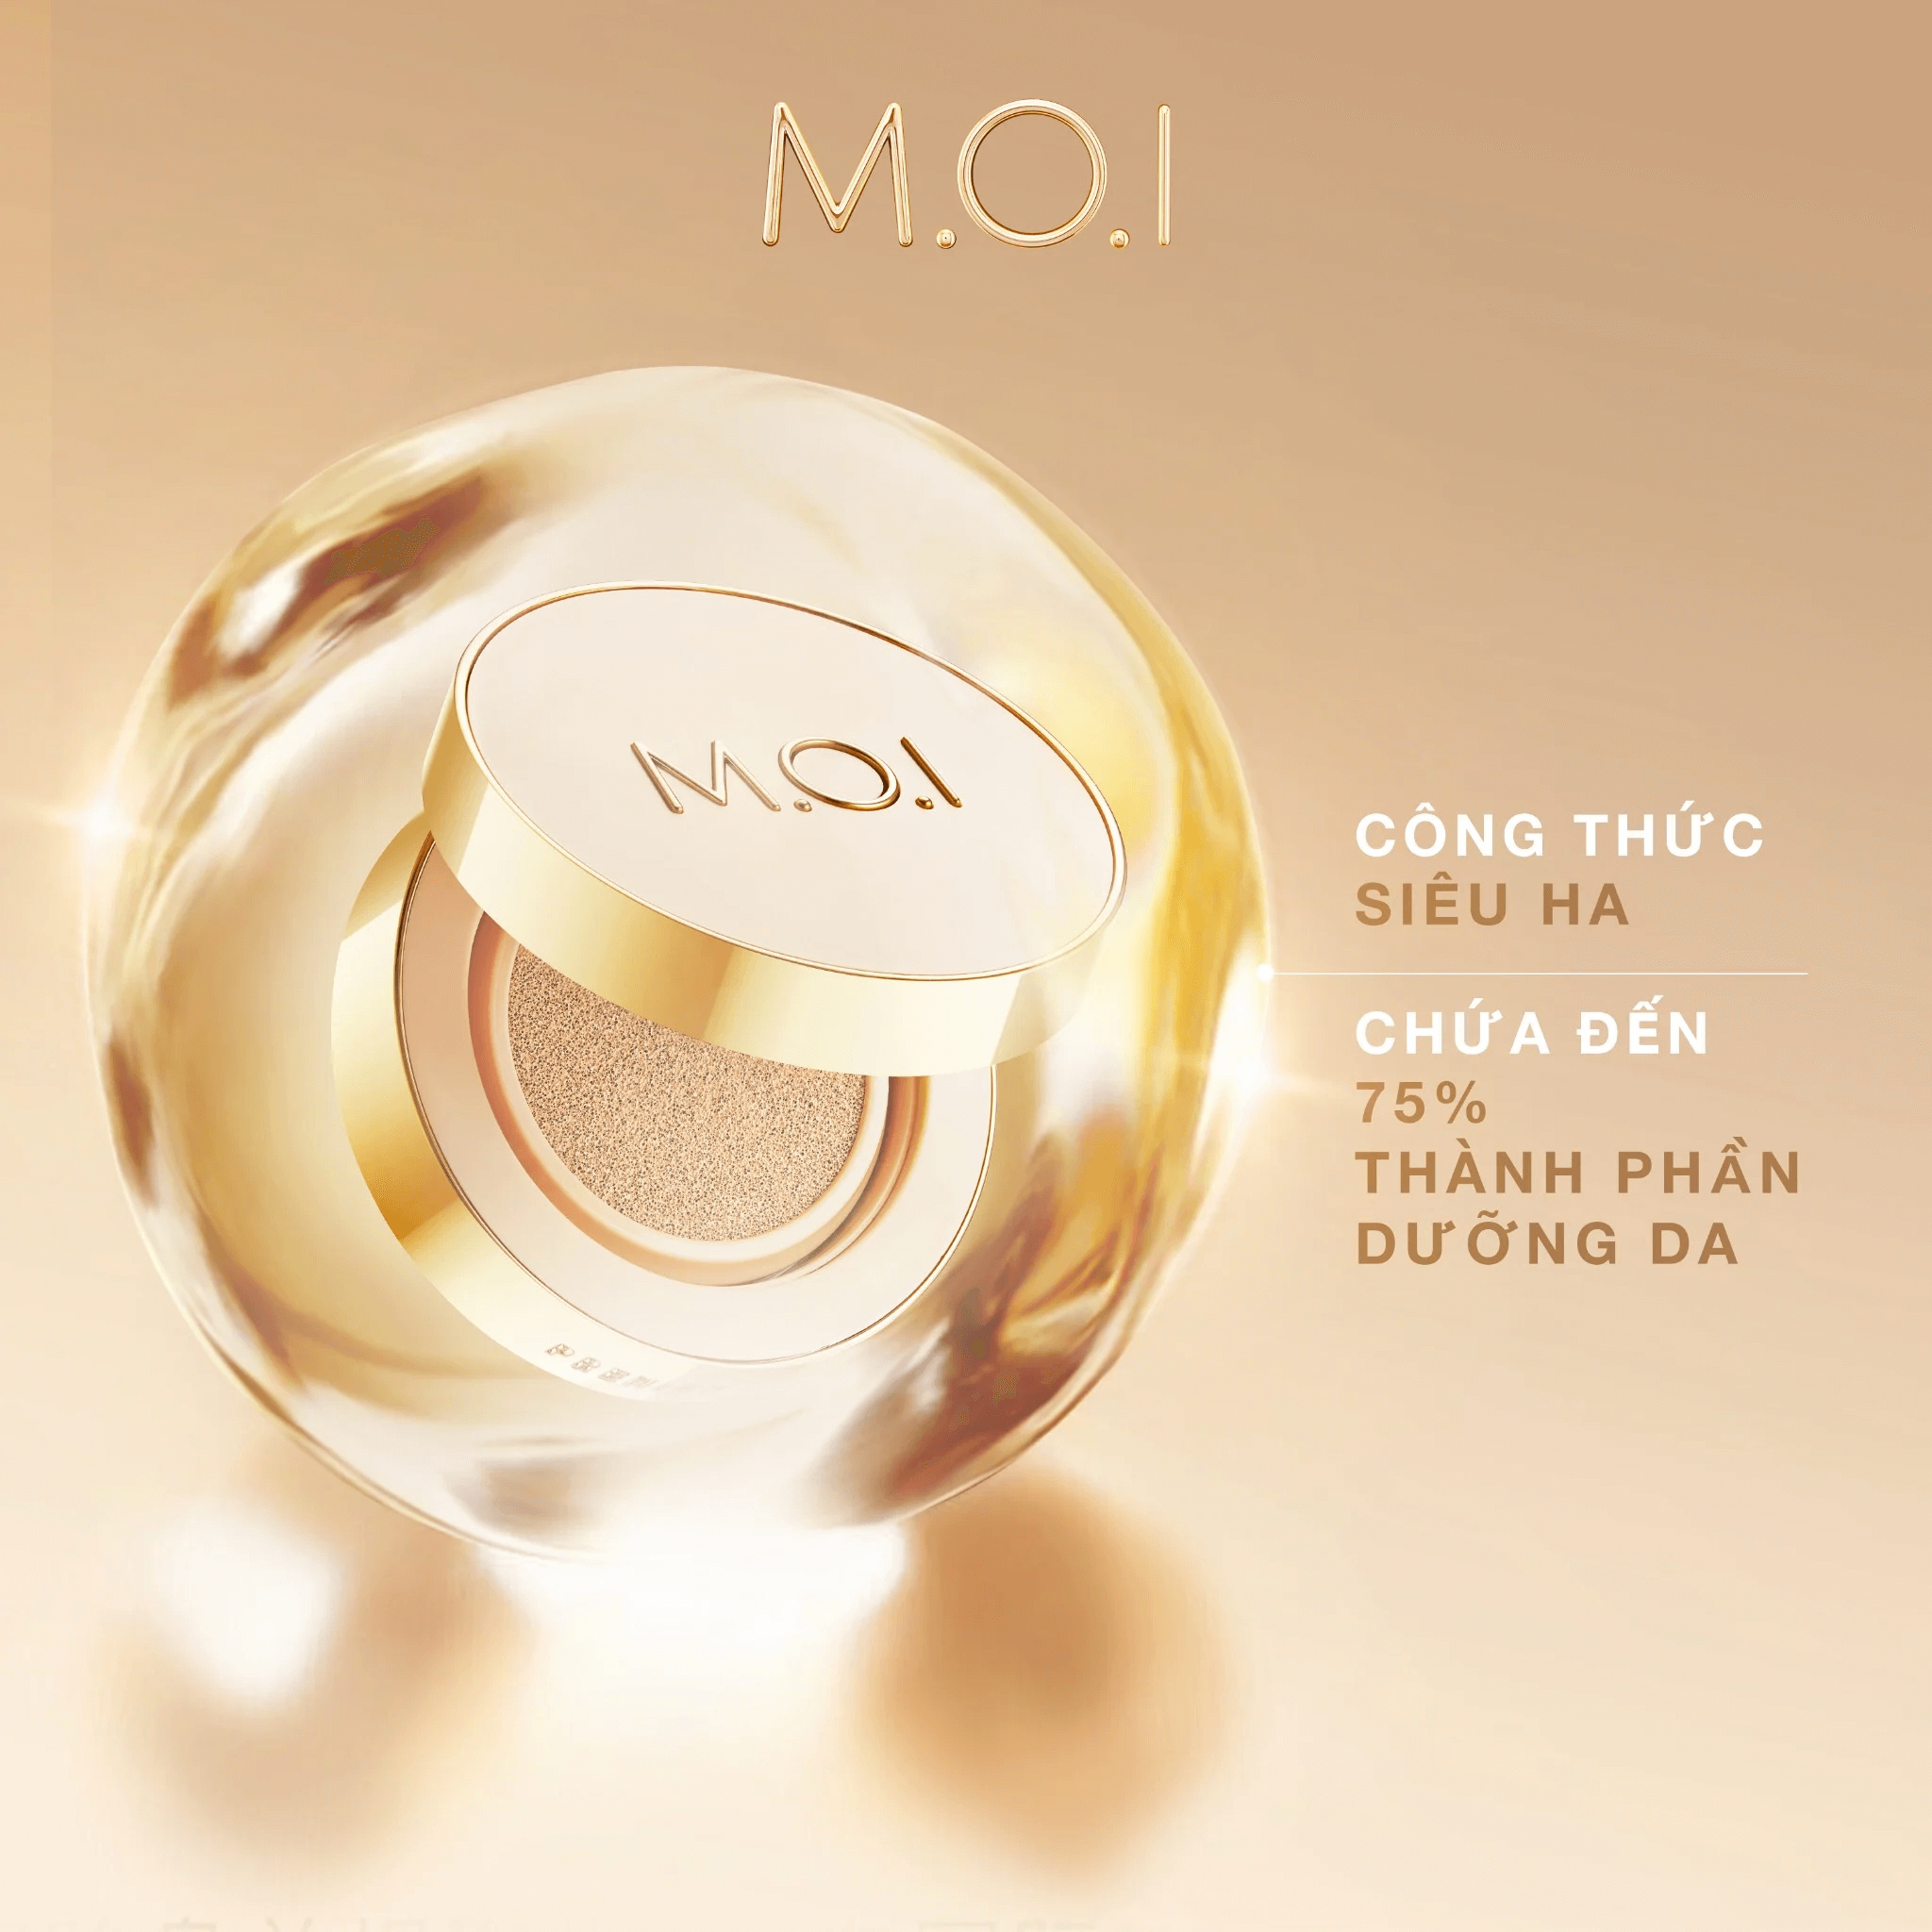 M.O.I
M.O.I
CÔNG THỨC
SIÊU HA
CHỨA ĐẾN
75%
THÀNH PHẦN
DƯỠNG DA